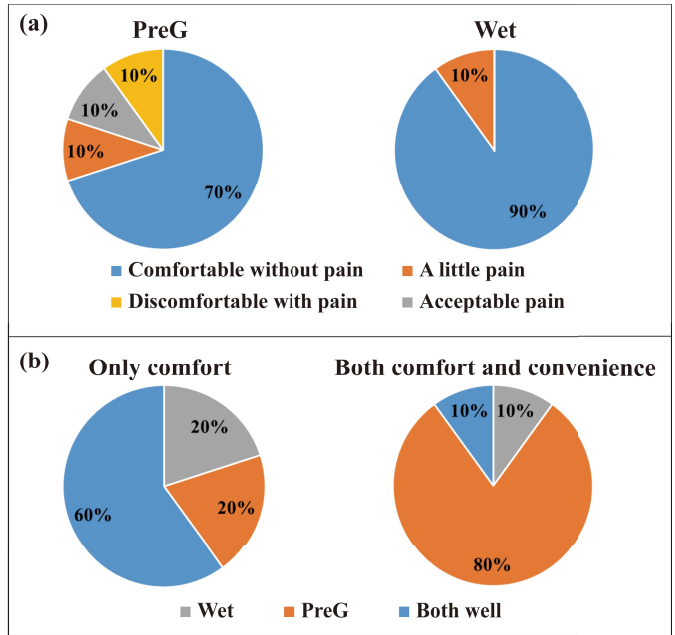 (a)
PreG
Wet
10%
10%
10%
70%
10%
90%
Comfortable without pain
A little pain
Discomfortable with pain
Acceptable pain
(b)
Only comfort
Both comfort and convenience
20%
20%
60%
10%
10%
80%
Wet
PreG
Both well